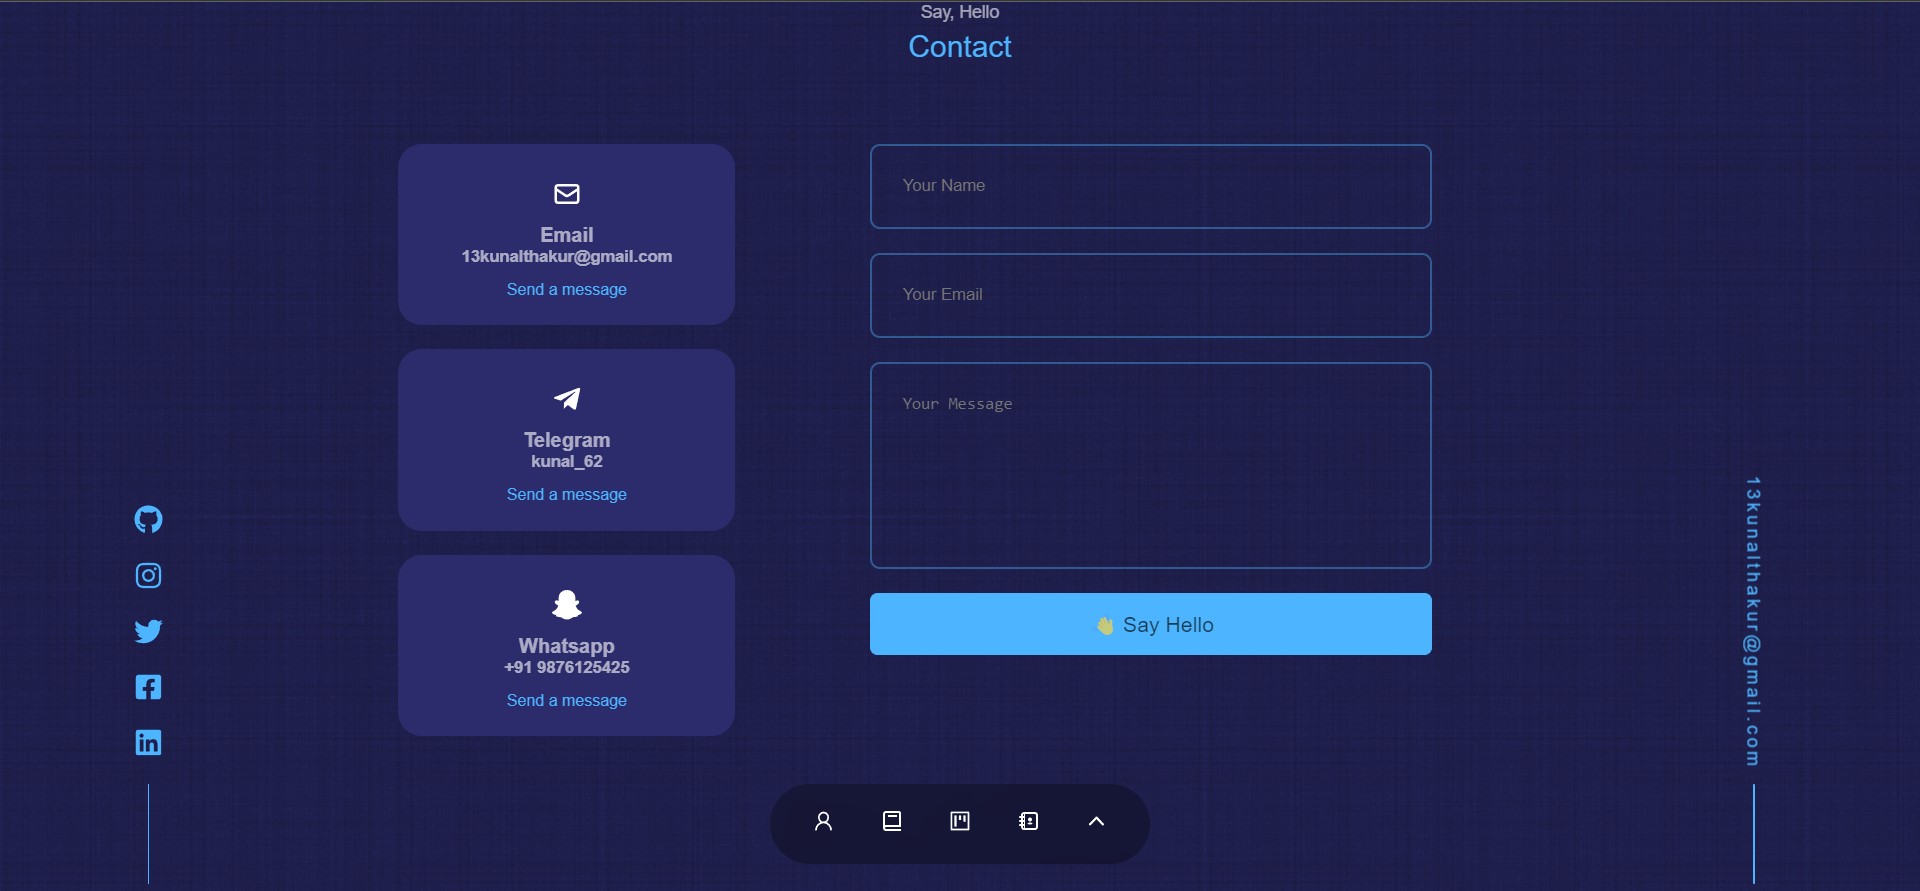 Say, Hello
Contact
Email
13kunalthakur@gmail.com
Send a message
Telegram
kunal_62
Send a message
Whatsapp
+91 9876125425
Send a message
Your Name
Your Email
Your Message
👋 Say Hello
13kunalthakur@gmail.com